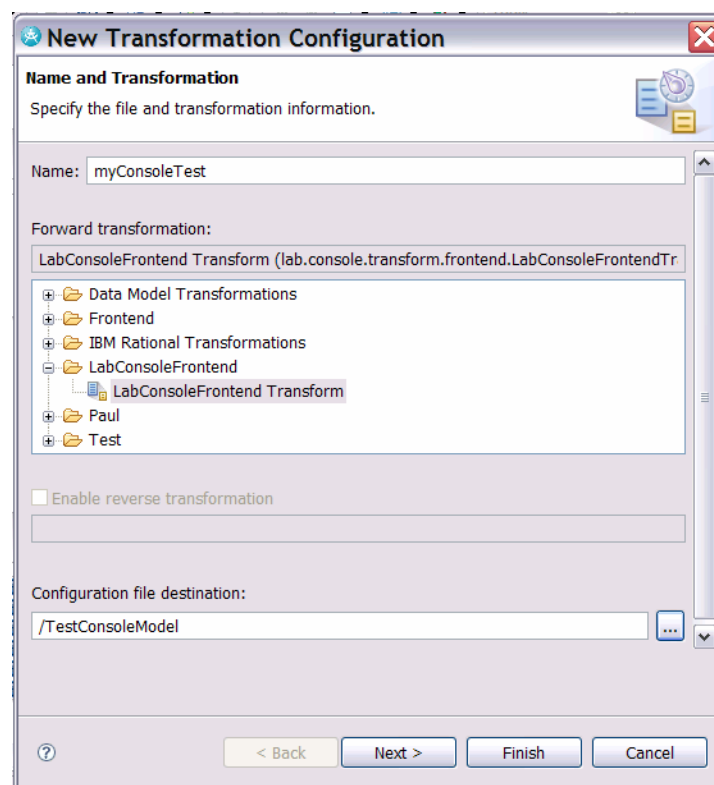 New Transformation Configuration
Name and Transformation
Specify the file and transformation information.
Name: myConsoleTest
Forward transformation:
LabConsoleFrontend Transform (lab.console.transform.frontend.LabConsoleFrontendTr
Data Model Transformations
Frontend
IBM Rational Transformations
LabConsoleFrontend
LabConsoleFrontend Transform
Paul
Test
Enable reverse transformation
Configuration file destination:
/TestConsoleModel ...
? < Back Next > Finish Cancel